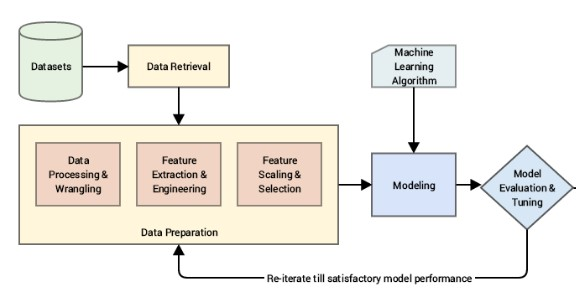 Datasets
Data Retrieval
Machine
Learning
Algorithm
Data
Processing &
Wrangling
Feature
Extraction &
Engineering
Feature
Scaling &
Selection
Data Preparation
Modeling
Model
Evaluation &
Tuning
Re-iterate till satisfactory model performance